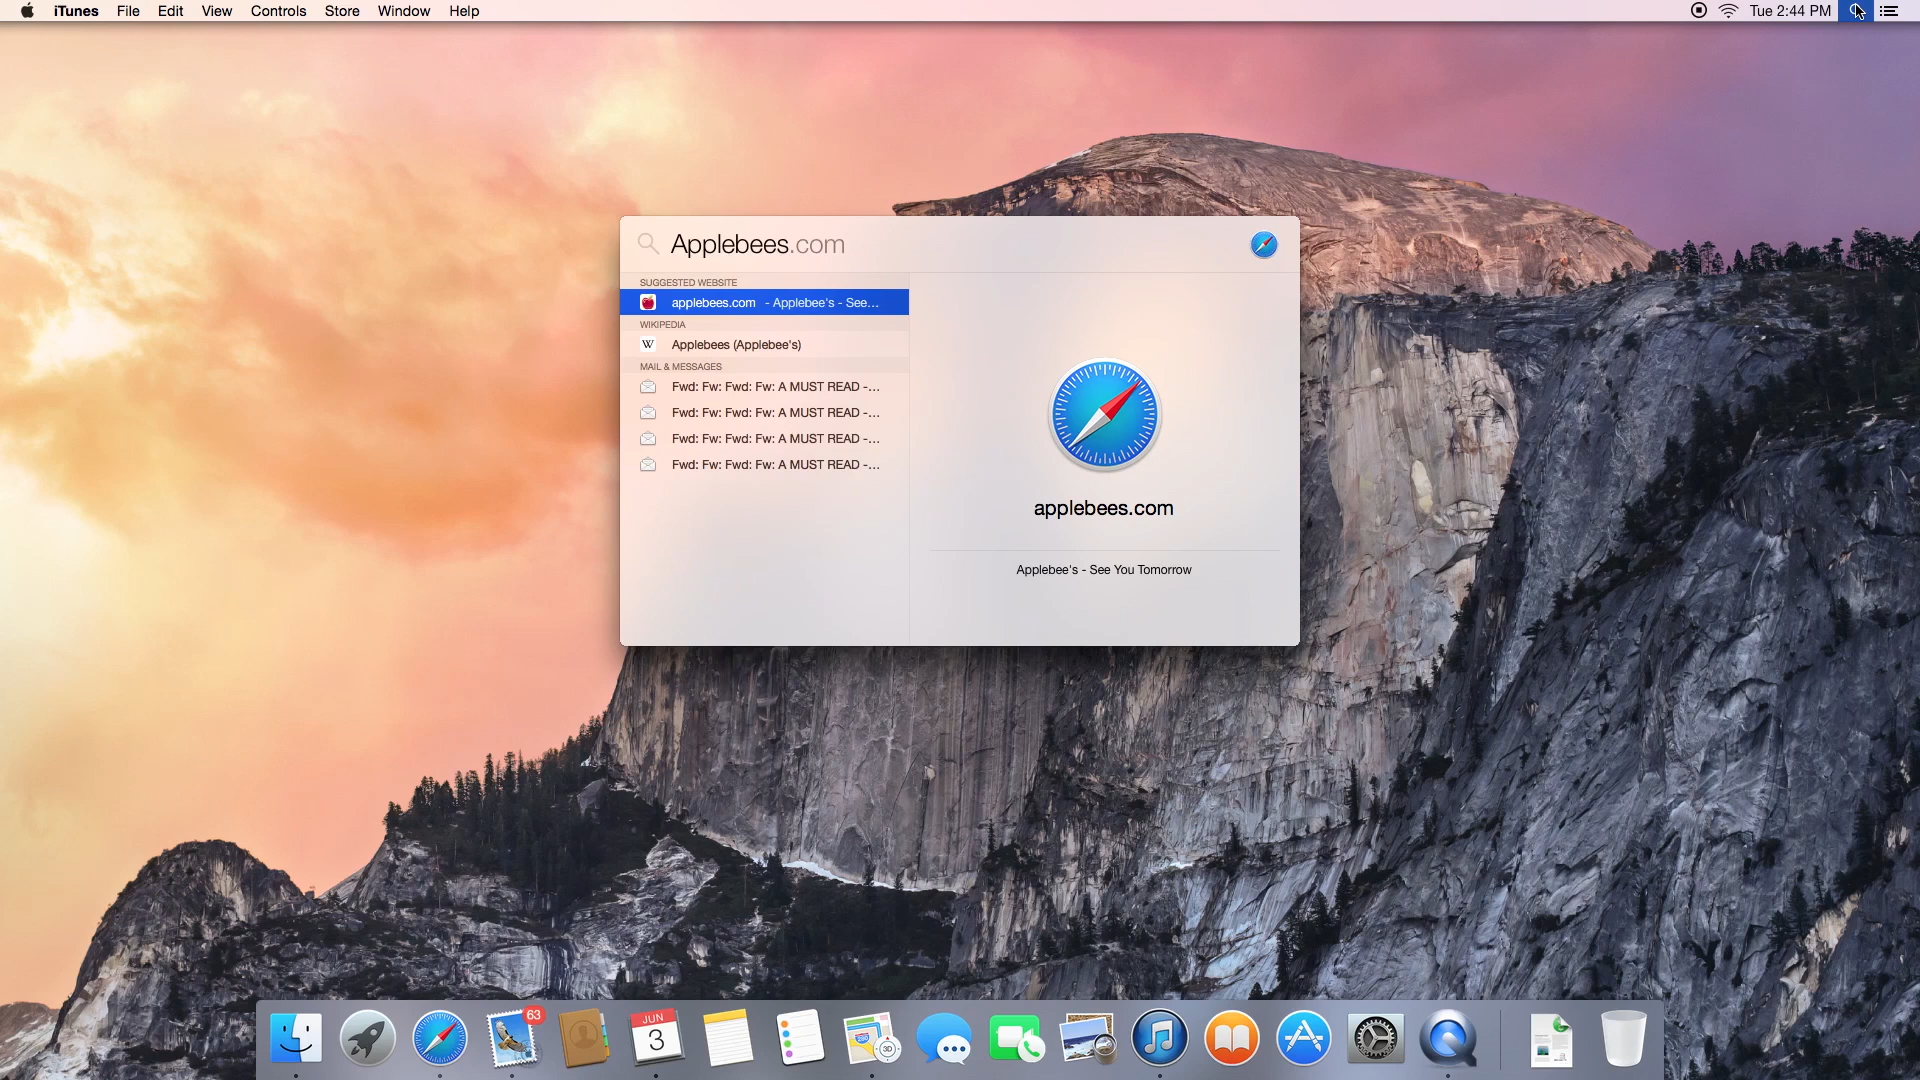 iTunes File Edit View Controls Store Window Help Tue 2:44 PM
Applebees.com
SUGGESTED WEBSITE
applebees.com - Applebee's - See...
WIKIPEDIA
W Applebees (Applebee's)
MAIL & MESSAGES
Fwd: Fw: Fwd: Fw: A MUST READ -...
Fwd: Fw: Fwd: Fw: A MUST READ -...
Fwd: Fw: Fwd: Fw: A MUST READ -...
Fwd: Fw: Fwd: Fw: A MUST READ -...
applebees.com
Applebee's - See You Tomorrow
63
JUN
3
280
3D